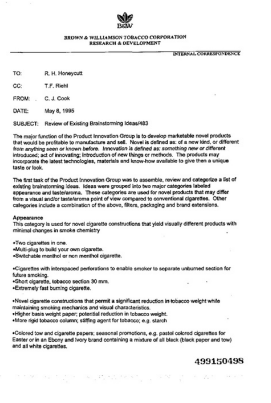 B&W
BROWN & WILLIAMSON TOBACCO CORPORATION
RESEARCH & DEVELOPMENT
INTERNAL CORRESPONDENCE
TO: R. H. Honeycutt
CC: T.F. Riehl
FROM: C. J. Cook
DATE: May 8, 1995
SUBJECT: Review of Existing Brainstorming Ideas/483
The major function of the Product Innovation Group is to develop marketable novel products
that would be profitable to manufacture and sell. Novel is defined as: of a new kind, or different
from anything seen or known before. Innovation is defined as: something new or different
introduced; act of innovating; introduction of new things or methods. The products may
incorporate the latest technologies, materials and know-how available to give then a unique
taste or look.
The first task of the Product Innovation Group was to assemble, review and categorize a list of
existing brainstorming ideas. Ideas were grouped into two major categories labeled
appearance and taste/aroma. These categories are used for novel products that may differ
from a visual and/or taste/aroma point of view compared to conventional cigarettes. Other
categories include a combination of the above, filters, packaging and brand extensions.
Appearance
This category is used for novel cigarette constructions that yield visually different products with
minimal changes in smoke chemistry
•Two cigarettes in one.
•Multi-plug to build your own cigarette.
•Switchable menthol or non menthol cigarette.
•Cigarettes with interspaced perforations to enable smoker to separate unburned section for
future smoking.
•Short cigarette, tobacco section 30 mm.
•Extremely fast burning cigarette.
•Novel cigarette constructions that permit a significant reduction in tobacco weight while
maintaining smoking mechanics and visual characteristics.
•Higher basis weight paper; potential reduction in tobacco weight.
•More rigid tobacco column; stiffing agent for tobacco; e.g. starch
•Colored tow and cigarette papers; seasonal promotions, e.g. pastel colored cigarettes for
Easter or in an Ebony and Ivory brand containing a mixture of all black (black paper and tow)
and all white cigarettes.
499150498